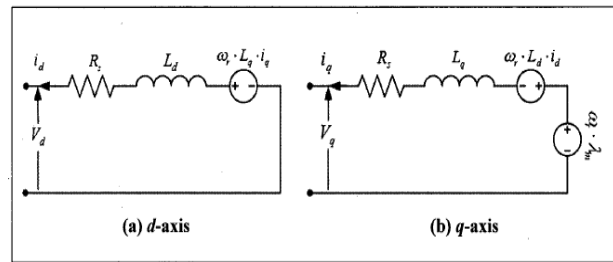 i_d R_s L_d ω_r · L_q · i_q
+ −
V_d
(a) d-axis
i_q R_s L_q ω_r · L_d · i_d
− +
V_q
+
−
ω_r · λ_m
(b) q-axis